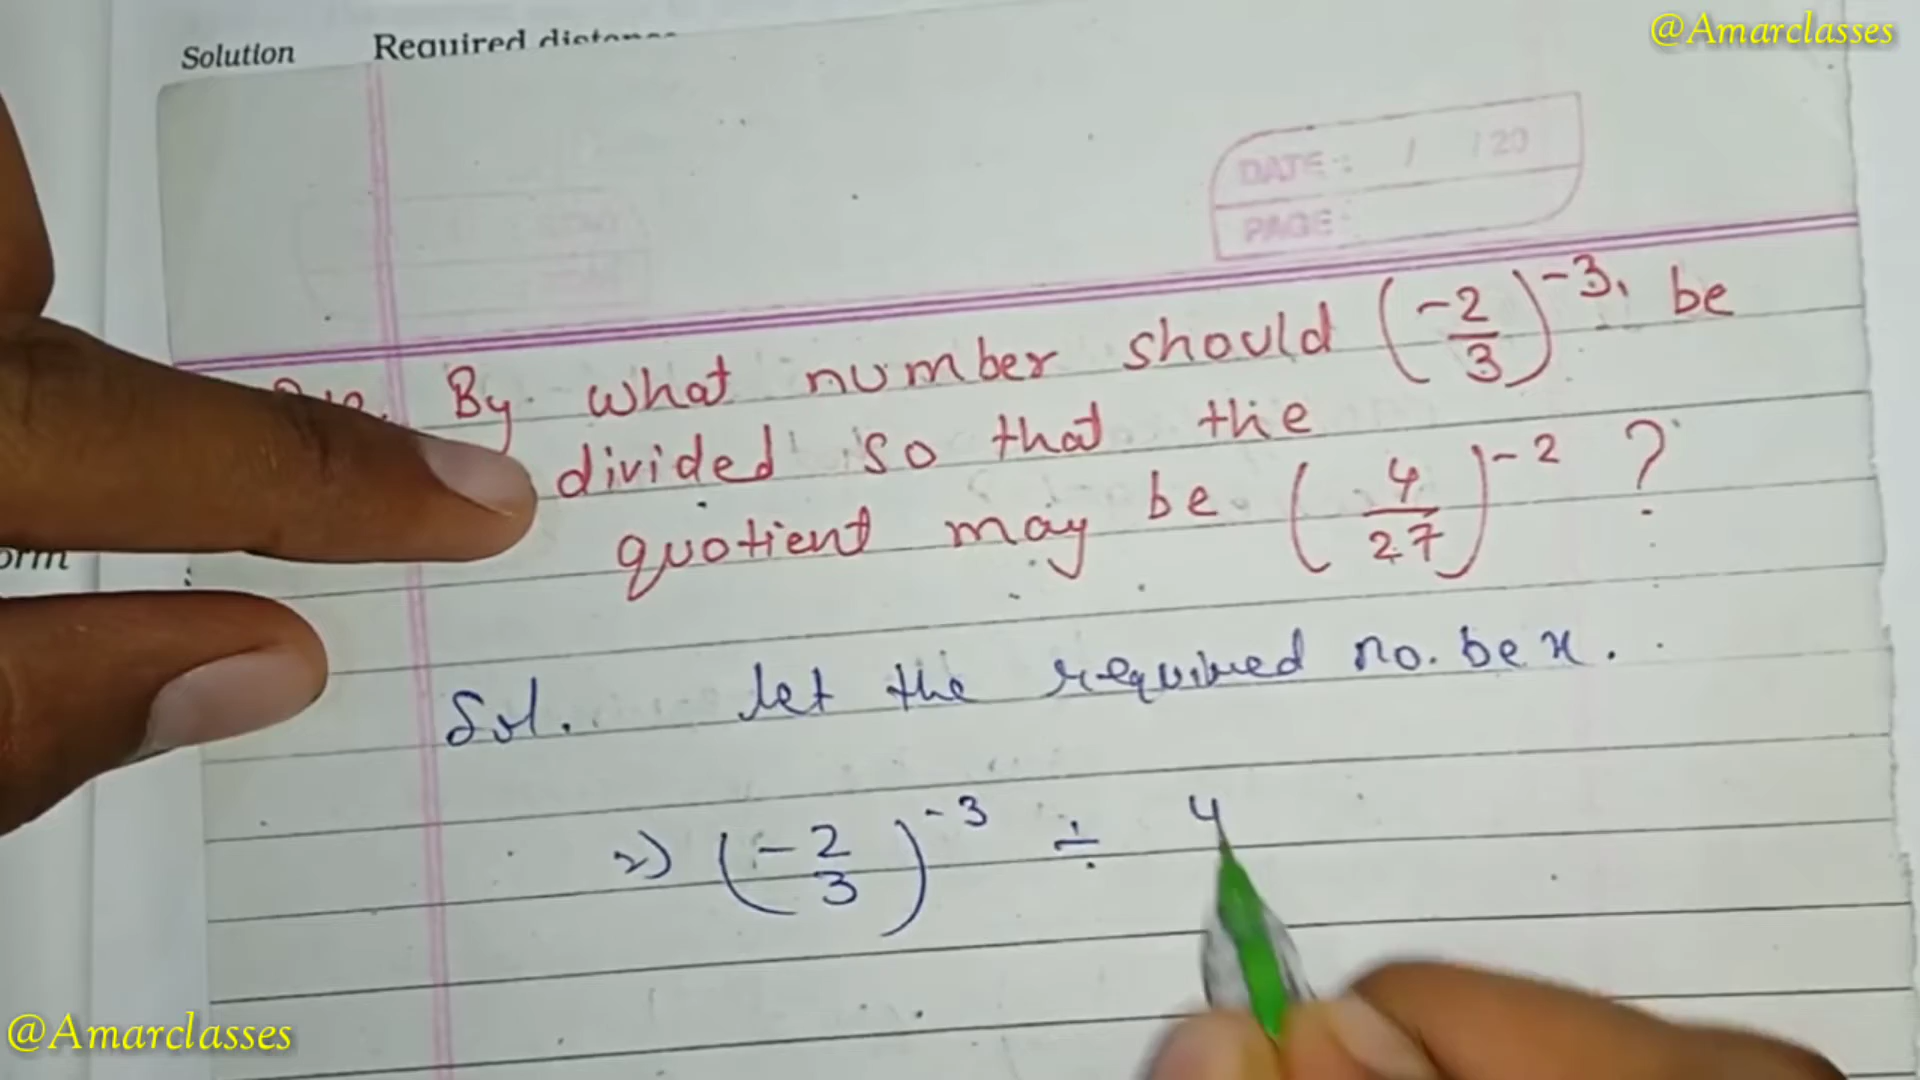 @Amarclasses
Solution Required
DATE : / /20
PAGE :
By what number should (-2/3)^-3, be
divided so that the
quotient may be (4/27)^-2 ?
Sol. let the required no. be x.
=> (-2/3)^-3 ÷ 4
@Amarclasses